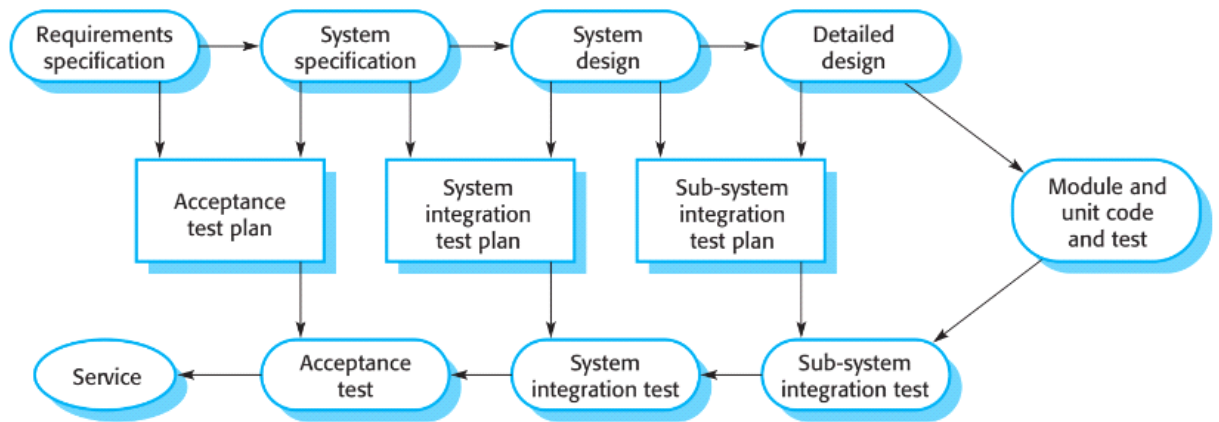 Requirements
specification
System
specification
System
design
Detailed
design
Acceptance
test plan
System
integration
test plan
Sub-system
integration
test plan
Module and
unit code
and test
Service
Acceptance
test
System
integration test
Sub-system
integration test